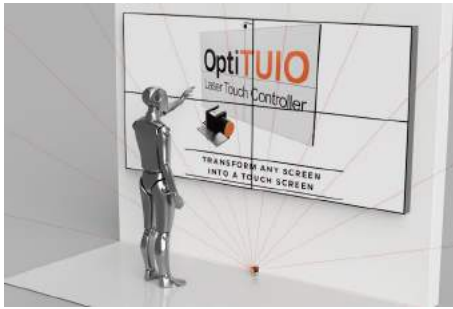 OptiTUIO
Laser Touch Controller
TRANSFORM ANY SCREEN
INTO A TOUCH SCREEN